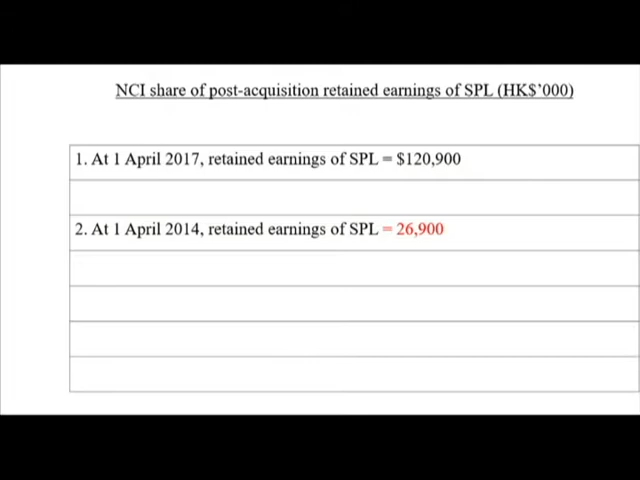 NCI share of post-acquisition retained earnings of SPL (HK$’000)
1. At 1 April 2017, retained earnings of SPL = $120,900
2. At 1 April 2014, retained earnings of SPL = 26,900